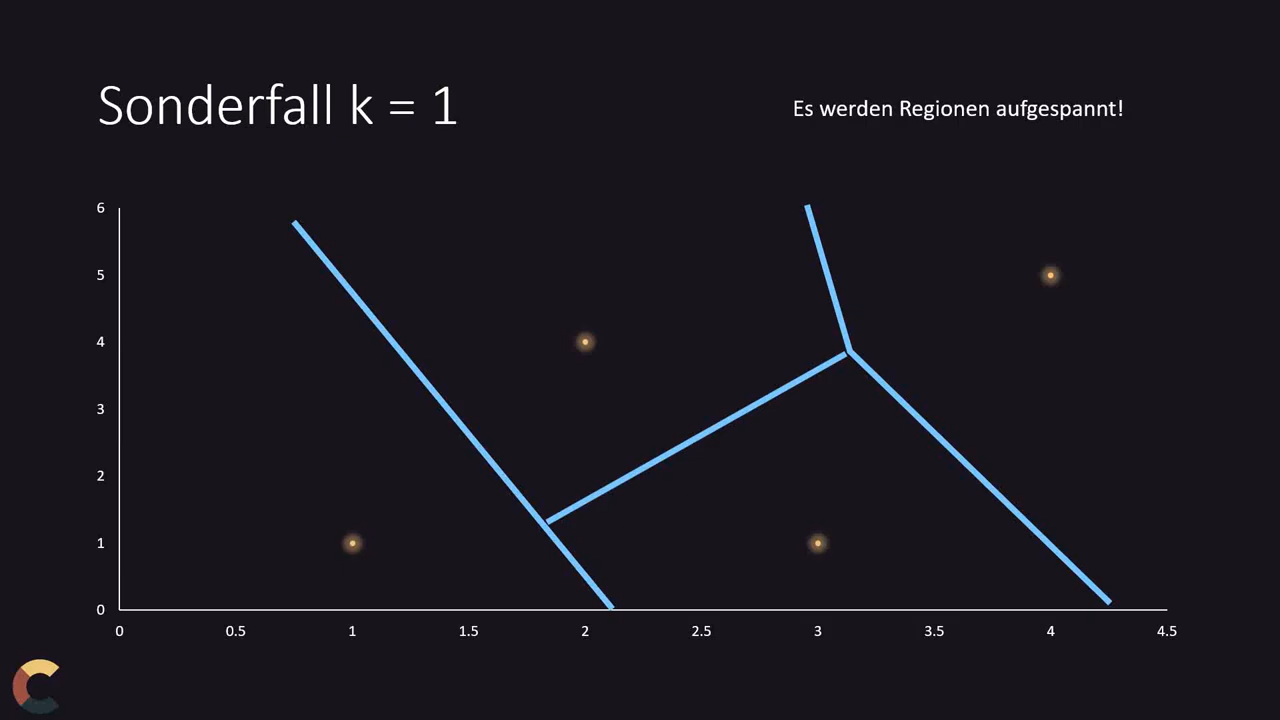 Sonderfall k = 1
Es werden Regionen aufgespannt!
6
5
4
3
2
1
0
0 0.5 1 1.5 2 2.5 3 3.5 4 4.5